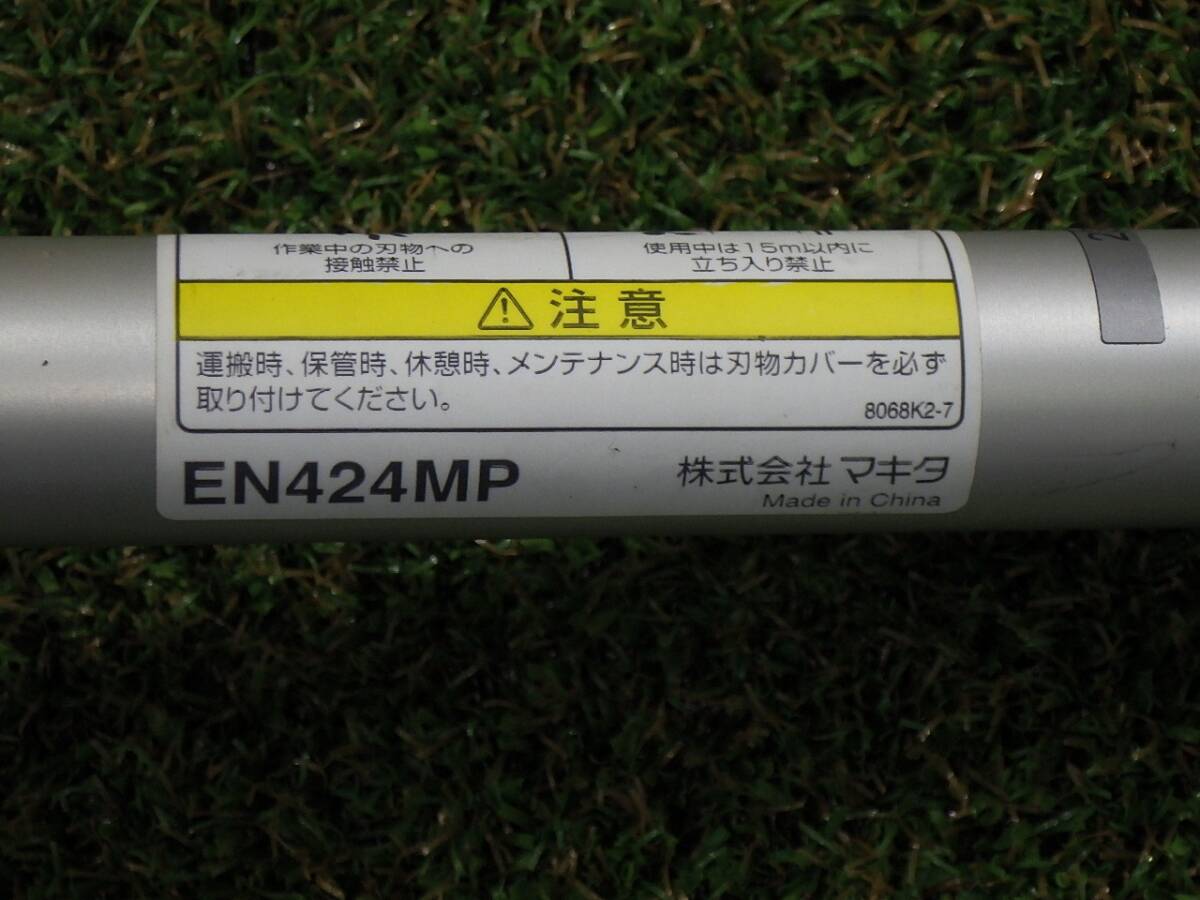 作業中の刃物への
接触禁止
使用中は15m以内に
立ち入り禁止
注意
運搬時、保管時、休憩時、メンテナンス時は刃物カバーを必ず
取り付けてください。
8068K2-7
EN424MP
株式会社マキタ
Made in China